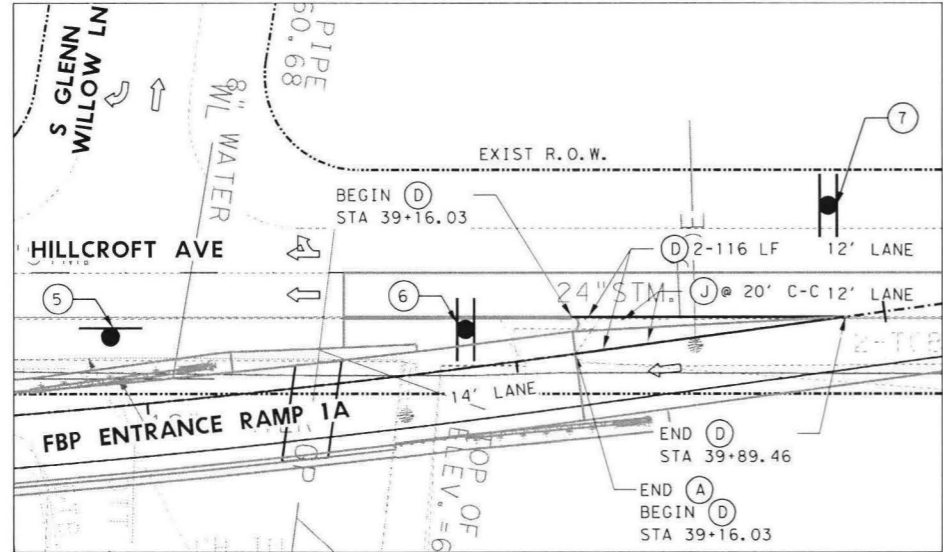 S GLENN
WILLOW LN
PIPE
60.68
8"
WL WATER
7
EXIST R.O.W.
BEGIN D
STA 39+16.03
HILLCROFT AVE
D 2-116 LF
12' LANE
5
6
24"STM.
J @ 20' C-C
12' LANE
14' LANE
FBP ENTRANCE RAMP 1A
TOP OF
ELEV.=6
END D
STA 39+89.46
END A
BEGIN D
STA 39+16.03